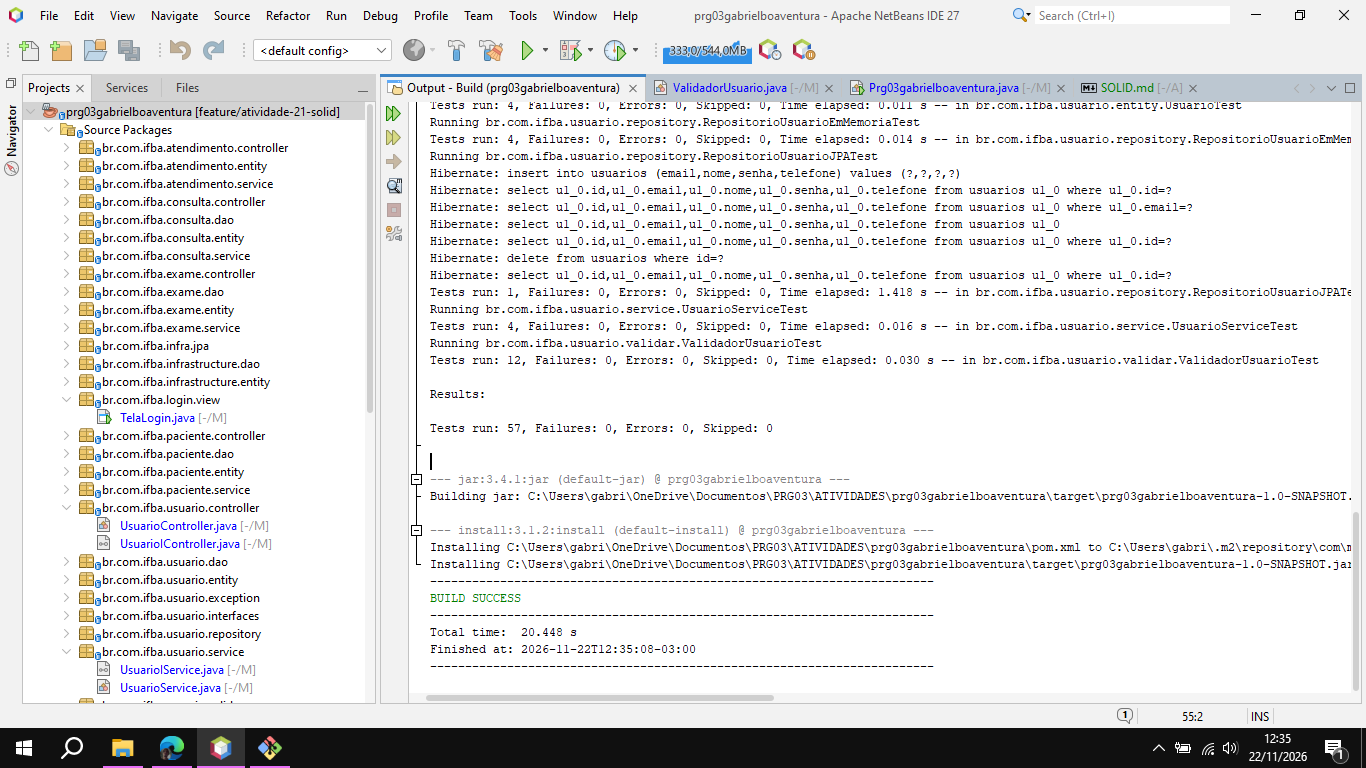 File Edit View Navigate Source Refactor Run Debug Profile Team Tools Window Help
prg03gabrielboaventura - Apache NetBeans IDE 27
Search (Ctrl+I)
<default config>
333,0/544,0MB
Projects
Services
Files
Output - Build (prg03gabrielboaventura)
ValidadorUsuario.java [-/M]
Prg03gabrielboaventura.java [-/M]
SOLID.md [-/A]
Navigator
prg03gabrielboaventura [feature/atividade-21-solid]
Source Packages
br.com.ifba.atendimento.controller
br.com.ifba.atendimento.entity
br.com.ifba.atendimento.service
br.com.ifba.consulta.controller
br.com.ifba.consulta.dao
br.com.ifba.consulta.entity
br.com.ifba.consulta.service
br.com.ifba.exame.controller
br.com.ifba.exame.dao
br.com.ifba.exame.entity
br.com.ifba.exame.service
br.com.ifba.infra.jpa
br.com.ifba.infrastructure.dao
br.com.ifba.infrastructure.entity
br.com.ifba.login.view
TelaLogin.java [-/M]
br.com.ifba.paciente.controller
br.com.ifba.paciente.dao
br.com.ifba.paciente.entity
br.com.ifba.paciente.service
br.com.ifba.usuario.controller
UsuarioController.java [-/M]
UsuarioIController.java [-/M]
br.com.ifba.usuario.dao
br.com.ifba.usuario.entity
br.com.ifba.usuario.exception
br.com.ifba.usuario.interfaces
br.com.ifba.usuario.repository
br.com.ifba.usuario.service
UsuarioIService.java [-/M]
UsuarioService.java [-/M]
Tests run: 4, Failures: 0, Errors: 0, Skipped: 0, Time elapsed: 0.011 s -- in br.com.ifba.usuario.entity.UsuarioTest
Running br.com.ifba.usuario.repository.RepositorioUsuarioEmMemoriaTest
Tests run: 4, Failures: 0, Errors: 0, Skipped: 0, Time elapsed: 0.014 s -- in br.com.ifba.usuario.repository.RepositorioUsuarioEmMem
Running br.com.ifba.usuario.repository.RepositorioUsuarioJPATest
Hibernate: insert into usuarios (email,nome,senha,telefone) values (?,?,?,?)
Hibernate: select u1_0.id,u1_0.email,u1_0.nome,u1_0.senha,u1_0.telefone from usuarios u1_0 where u1_0.id=?
Hibernate: select u1_0.id,u1_0.email,u1_0.nome,u1_0.senha,u1_0.telefone from usuarios u1_0 where u1_0.email=?
Hibernate: select u1_0.id,u1_0.email,u1_0.nome,u1_0.senha,u1_0.telefone from usuarios u1_0
Hibernate: select u1_0.id,u1_0.email,u1_0.nome,u1_0.senha,u1_0.telefone from usuarios u1_0 where u1_0.id=?
Hibernate: delete from usuarios where id=?
Hibernate: select u1_0.id,u1_0.email,u1_0.nome,u1_0.senha,u1_0.telefone from usuarios u1_0 where u1_0.id=?
Tests run: 1, Failures: 0, Errors: 0, Skipped: 0, Time elapsed: 1.418 s -- in br.com.ifba.usuario.repository.RepositorioUsuarioJPATe
Running br.com.ifba.usuario.service.UsuarioServiceTest
Tests run: 4, Failures: 0, Errors: 0, Skipped: 0, Time elapsed: 0.016 s -- in br.com.ifba.usuario.service.UsuarioServiceTest
Running br.com.ifba.usuario.validar.ValidadorUsuarioTest
Tests run: 12, Failures: 0, Errors: 0, Skipped: 0, Time elapsed: 0.030 s -- in br.com.ifba.usuario.validar.ValidadorUsuarioTest
Results:
Tests run: 57, Failures: 0, Errors: 0, Skipped: 0
--- jar:3.4.1:jar (default-jar) @ prg03gabrielboaventura ---
Building jar: C:\Users\gabri\OneDrive\Documentos\PRG03\ATIVIDADES\prg03gabrielboaventura\target\prg03gabrielboaventura-1.0-SNAPSHOT.
--- install:3.1.2:install (default-install) @ prg03gabrielboaventura ---
Installing C:\Users\gabri\OneDrive\Documentos\PRG03\ATIVIDADES\prg03gabrielboaventura\pom.xml to C:\Users\gabri\.m2\repository\com\m
Installing C:\Users\gabri\OneDrive\Documentos\PRG03\ATIVIDADES\prg03gabrielboaventura\target\prg03gabrielboaventura-1.0-SNAPSHOT.jar
------------------------------------------------------------------------
BUILD SUCCESS
------------------------------------------------------------------------
Total time:  20.448 s
Finished at: 2026-11-22T12:35:08-03:00
------------------------------------------------------------------------
1
55:2
INS
12:35
22/11/2026
1